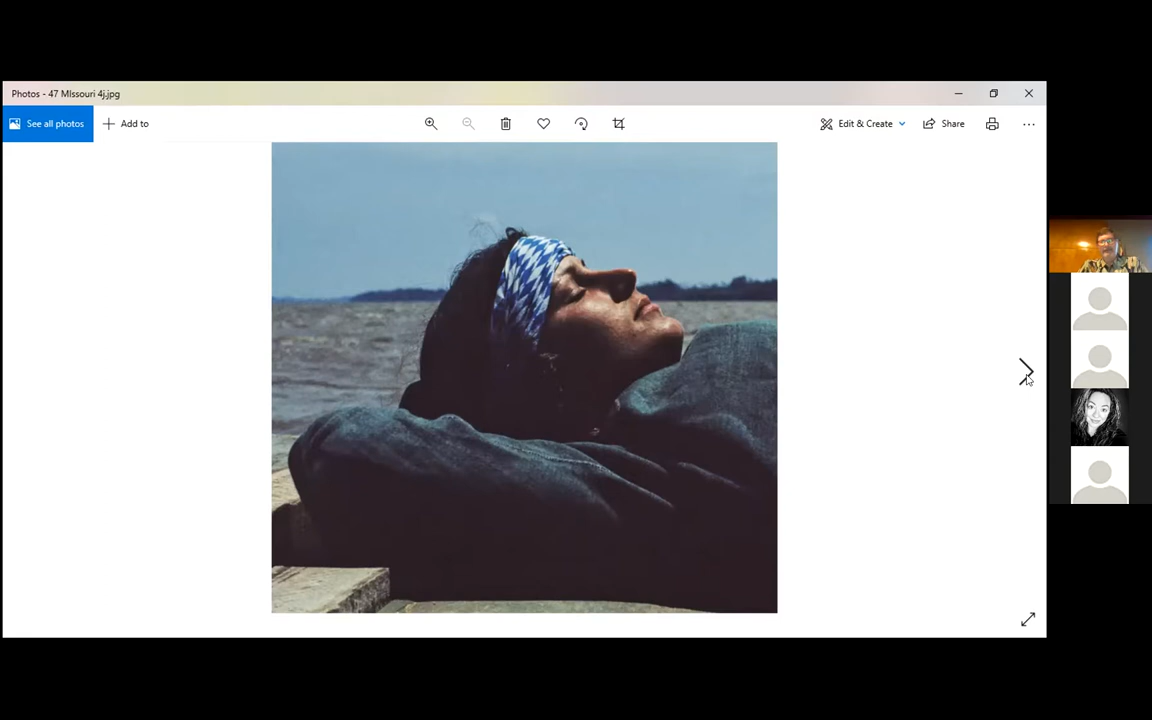 Photos - 47 MIssouri 4j.jpg
See all photos
Add to
Edit & Create
Share